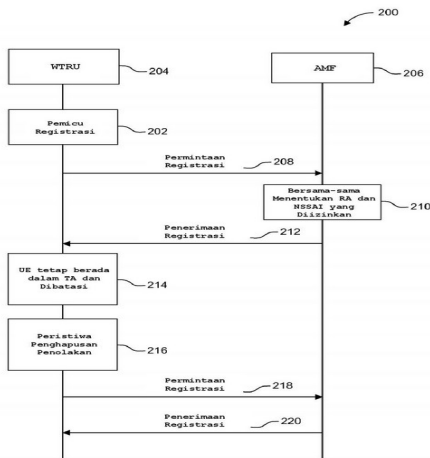 200
WTRU
204
AMF
206
Pemicu
Registrasi
202
Permintaan
Registrasi
208
Bersama-sama
Menentukan RA dan
NSSAI yang
Diizinkan
210
Penerimaan
Registrasi
212
UE tetap berada
dalam TA dan
Dibatasi
214
Peristiwa
Penghapusan
Penolakan
216
Permintaan
Registrasi
218
Penerimaan
Registrasi
220